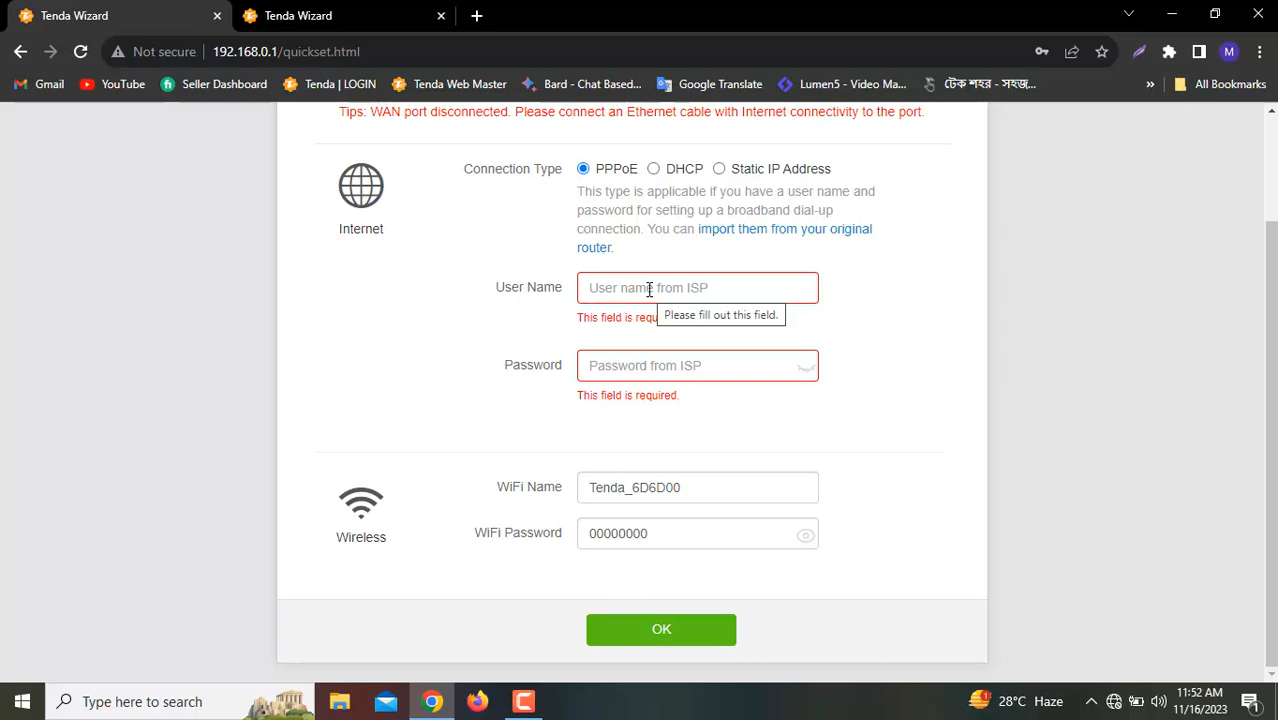 Tenda Wizard
Tenda Wizard
Not secure 192.168.0.1/quickset.html
M
Gmail YouTube Seller Dashboard Tenda | LOGIN Tenda Web Master Bard - Chat Based... Google Translate Lumen5 - Video Ma... টেক শহর - সহজ... » All Bookmarks
Tips: WAN port disconnected. Please connect an Ethernet cable with Internet connectivity to the port.
Internet
Connection Type PPPoE DHCP Static IP Address
This type is applicable if you have a user name and
password for setting up a broadband dial-up
connection. You can import them from your original
router.
User Name User name from ISP
This field is requ
Please fill out this field.
Password Password from ISP
This field is required.
Wireless
WiFi Name Tenda_6D6D00
WiFi Password 00000000
OK
Type here to search
1
28°C Haze
11:52 AM
11/16/2023
1